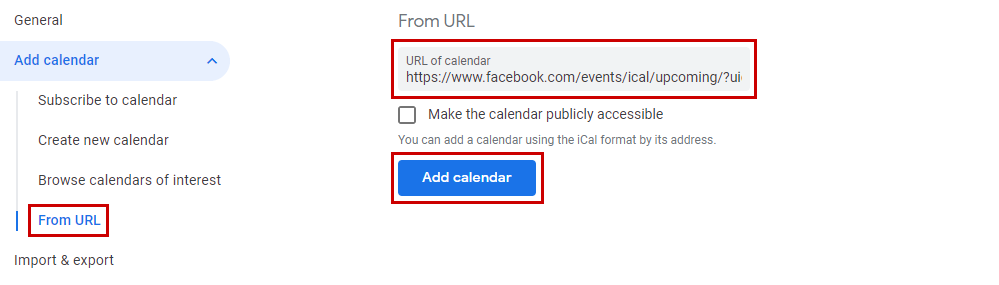 General
Add calendar
Subscribe to calendar
Create new calendar
Browse calendars of interest
From URL
Import & export
From URL
URL of calendar
https://www.facebook.com/events/ical/upcoming/?ui
Make the calendar publicly accessible
You can add a calendar using the iCal format by its address.
Add calendar